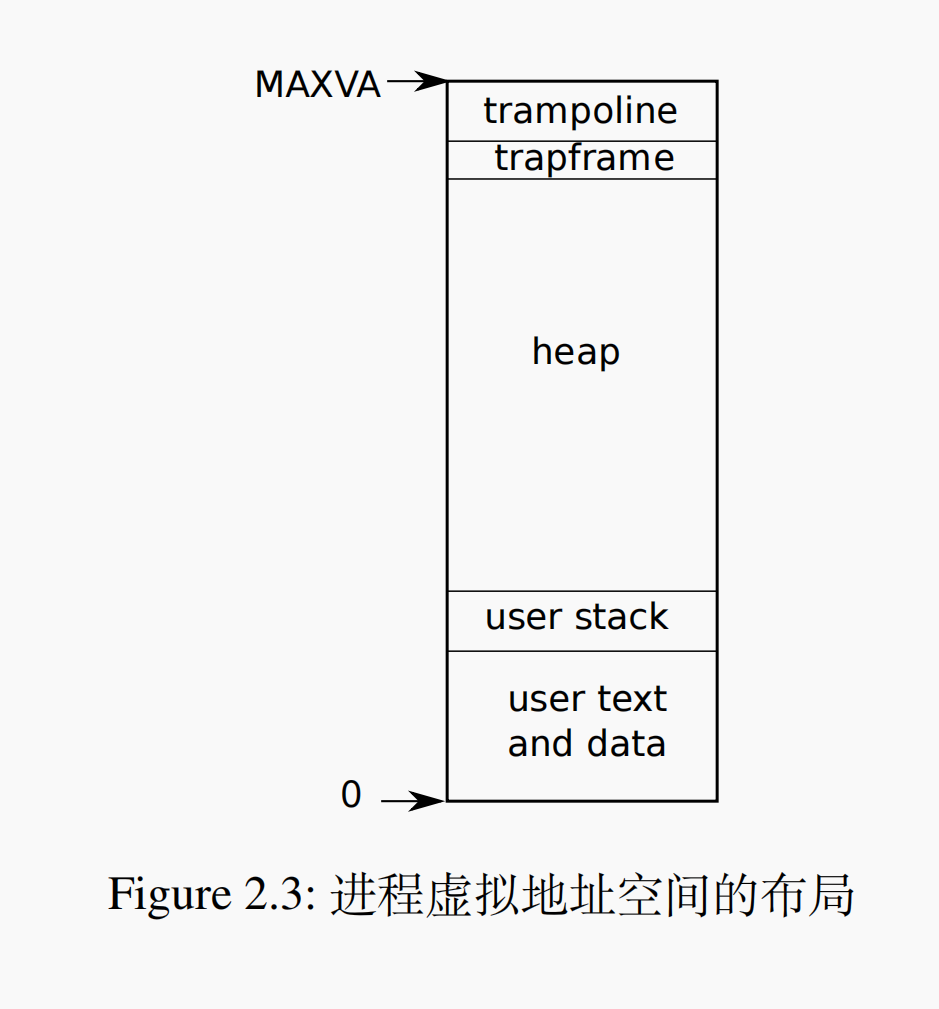 MAXVA
trampoline
trapframe
heap
user stack
user text
and data
0
Figure 2.3: 进程虚拟地址空间的布局